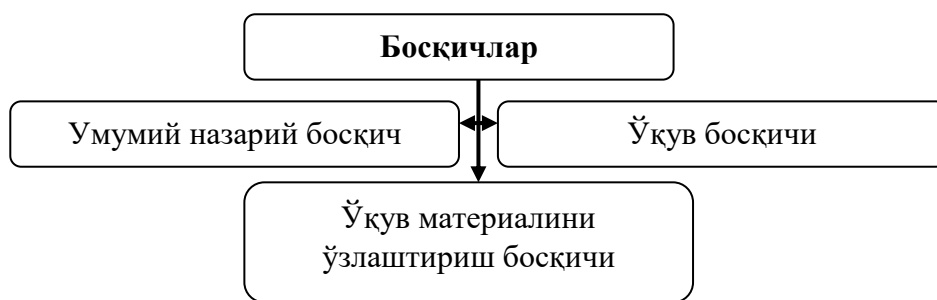 Босқичлар
Умумий назарий босқич
Ўқув босқичи
Ўқув материалини
ўзлаштириш босқичи